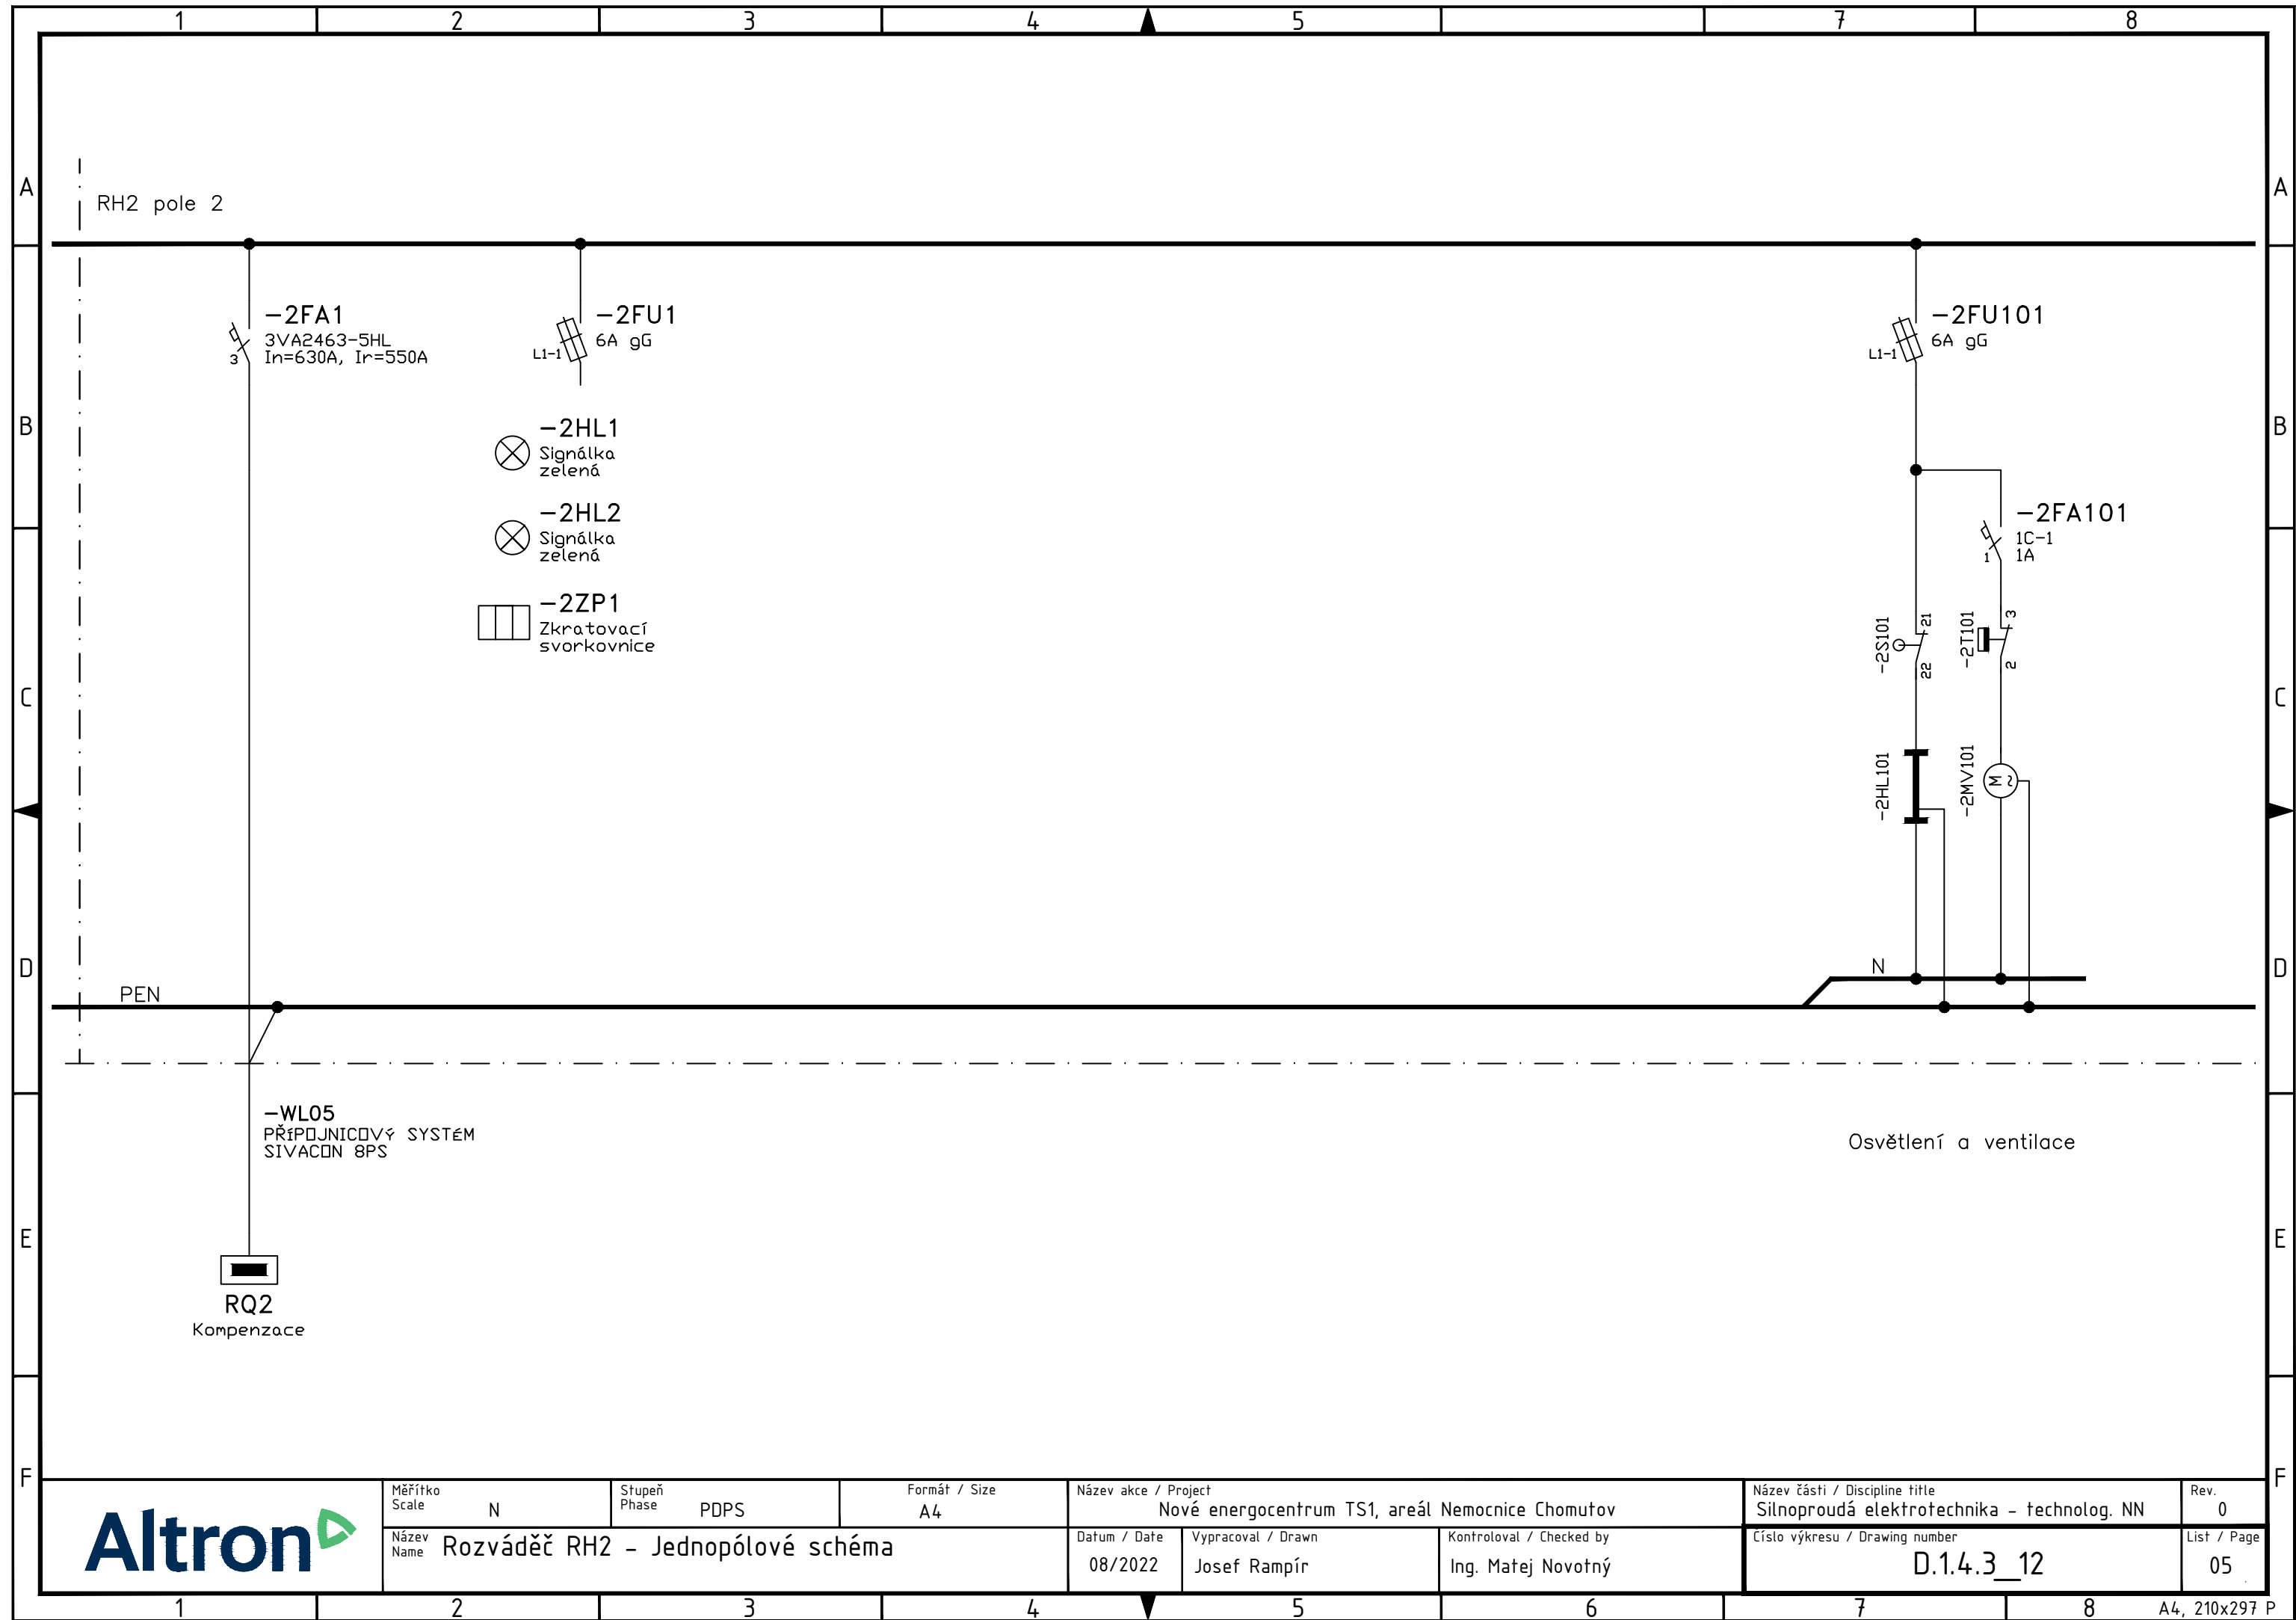 1 2 3 4 5 7 8
A A
RH2 pole 2
-2FA1
3VA2463-5HL
In=630A, Ir=550A
3
-2FU1
6A gG
L1-1
-2FU101
6A gG
L1-1
B B
-2HL1
Signálka
zelená
-2HL2
Signálka
zelená
-2FA101
1C-1
1A
1
-2ZP1
Zkratovací
svorkovnice
-2S101
21
22
-2T101
3
2
C C
-2HL101
-2MV101
M ~
D D
N
PEN
-WL05
PŘÍPOJNICOVÝ SYSTÉM
SIVACON 8PS
Osvětlení a ventilace
E E
RQ2
Kompenzace
F F
Altron
Měřítko
Scale
N
Stupeň
Phase
PDPS
Formát / Size
A4
Název akce / Project
Nové energocentrum TS1, areál Nemocnice Chomutov
Název části / Discipline title
Silnoproudá elektrotechnika - technolog. NN
Rev.
0
Název
Name
Rozváděč RH2 - Jednopólové schéma
Datum / Date
08/2022
Vypracoval / Drawn
Josef Rampír
Kontroloval / Checked by
Ing. Matej Novotný
Číslo výkresu / Drawing number
D.1.4.3__12
List / Page
05
1 2 3 4 5 6 7 8
A4, 210x297 P